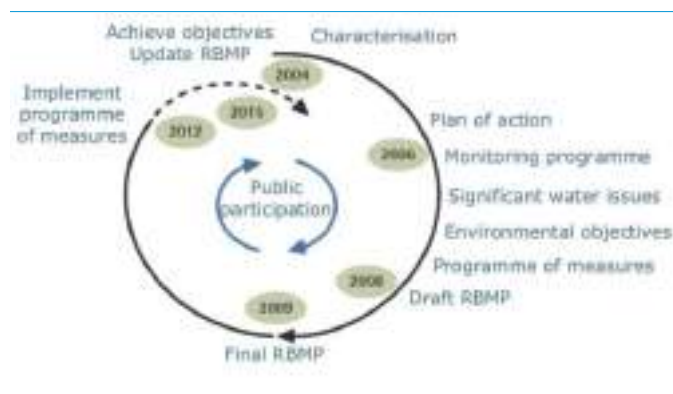 Achieve objectives
Update RBMP
Characterisation
2004
Implement
programme
of measures
2015
2012
Plan of action
2006
Monitoring programme
Public
participation
Significant water issues
Environmental objectives
Programme of measures
2008
Draft RBMP
2009
Final RBMP